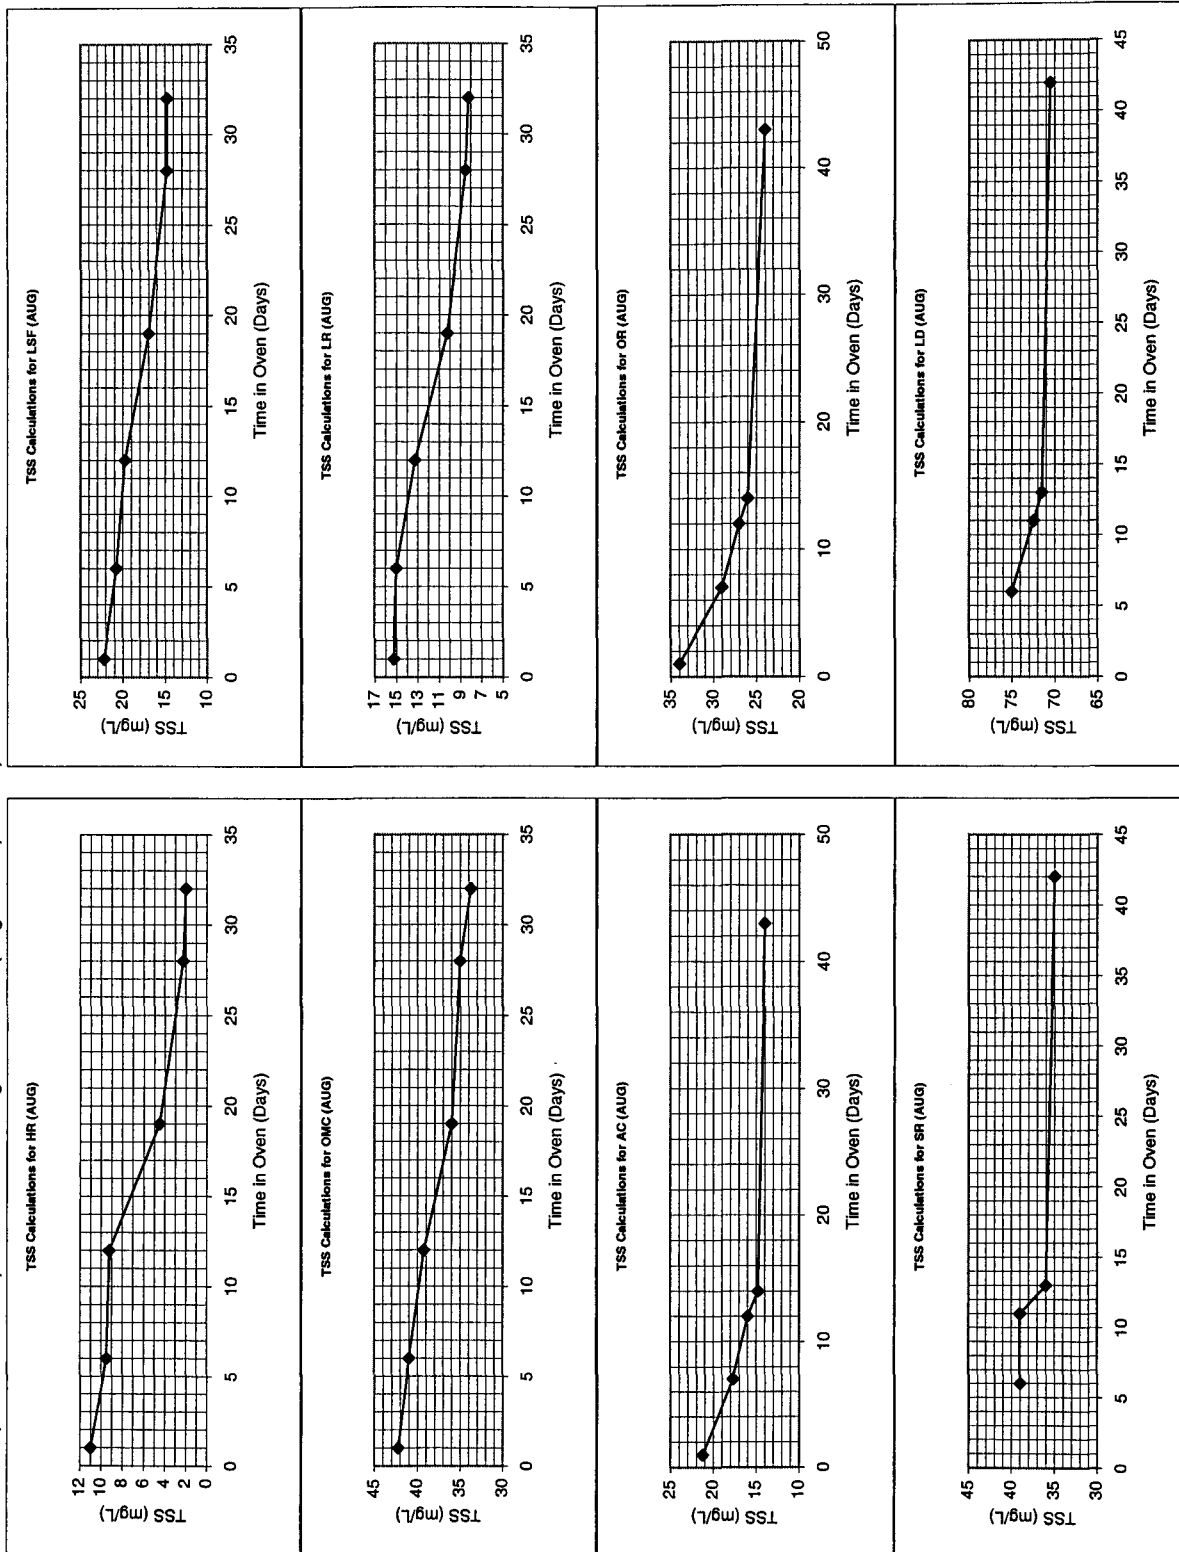 TSS Calculations for HR (AUG)
TSS (mg/L)
12
10
8
6
4
2
0
0 5 10 15 20 25 30 35
Time in Oven (Days)
TSS Calculations for LSF (AUG)
TSS (mg/L)
25
20
15
10
0 5 10 15 20 25 30 35
Time in Oven (Days)
TSS Calculations for OMC (AUG)
TSS (mg/L)
45
40
35
30
0 5 10 15 20 25 30 35
Time in Oven (Days)
TSS Calculations for LR (AUG)
TSS (mg/L)
17
15
13
11
9
7
5
0 5 10 15 20 25 30 35
Time in Oven (Days)
TSS Calculations for AC (AUG)
TSS (mg/L)
25
20
15
10
0 10 20 30 40 50
Time in Oven (Days)
TSS Calculations for OR (AUG)
TSS (mg/L)
35
30
25
20
0 10 20 30 40 50
Time in Oven (Days)
TSS Calculations for SR (AUG)
TSS (mg/L)
45
40
35
30
0 5 10 15 20 25 30 35 40 45
Time in Oven (Days)
TSS Calculations for LD (AUG)
TSS (mg/L)
80
75
70
65
0 5 10 15 20 25 30 35 40 45
Time in Oven (Days)